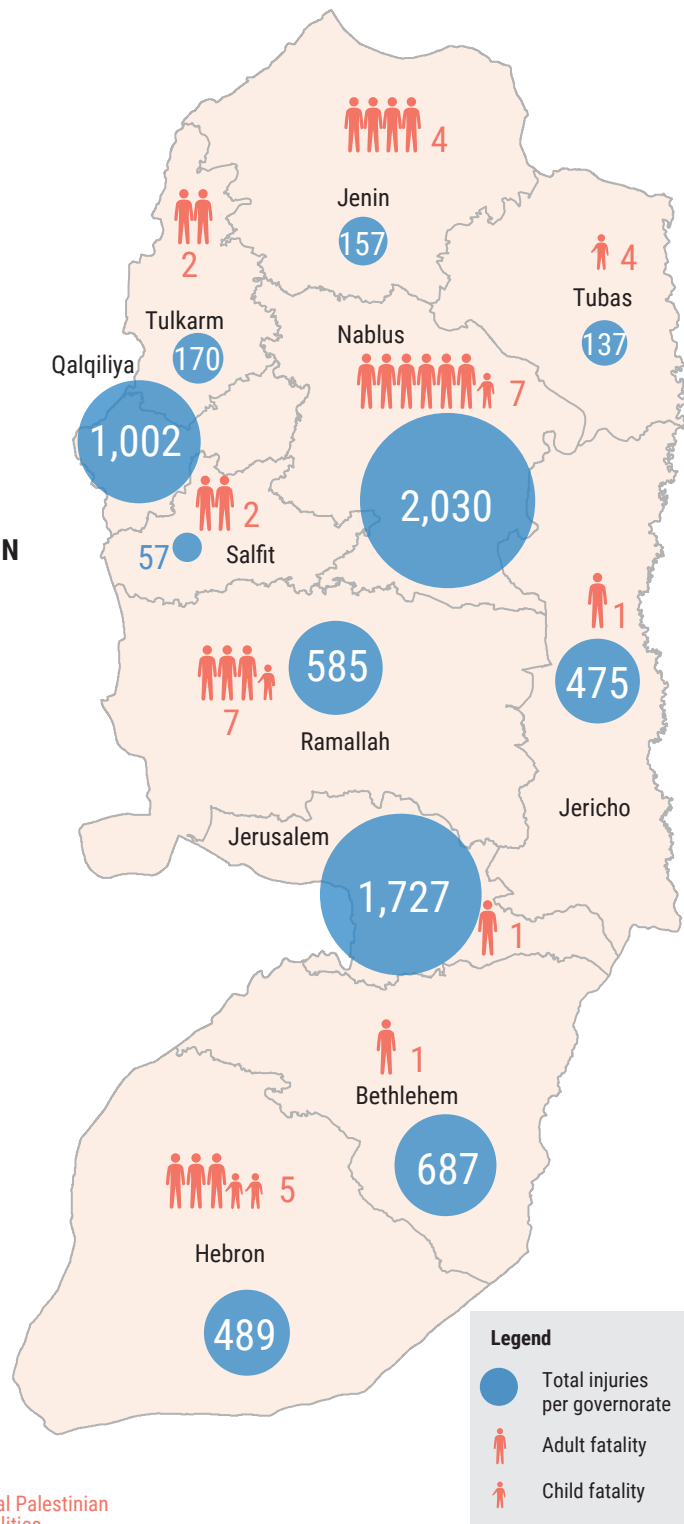 4
Jenin
157
2
Tulkarm
170
4
Tubas
137
Nablus
7
2,030
Qalqiliya
1,002
2
57
Salfit
N
1
475
Jericho
585
7
Ramallah
Jerusalem
1,727
1
1
Bethlehem
687
5
Hebron
489
Legend
Total injuries
per governorate
Adult fatality
Child fatality
al Palestinian